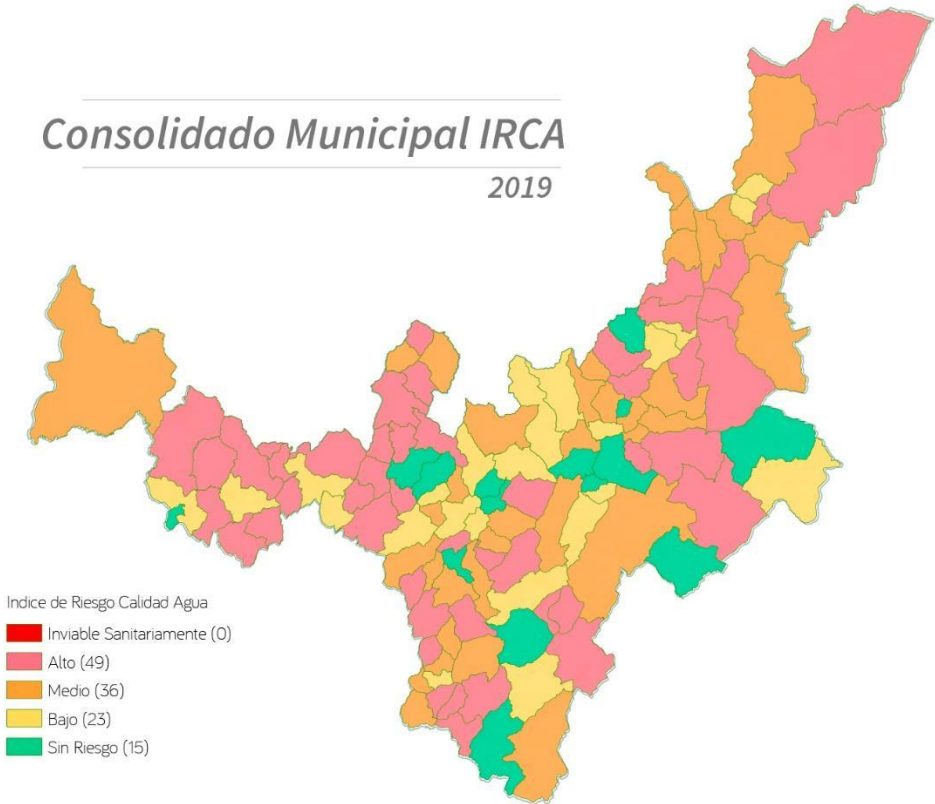 Consolidado Municipal IRCA
2019
Indice de Riesgo Calidad Agua
Inviable Sanitariamente (0)
Alto (49)
Medio (36)
Bajo (23)
Sin Riesgo (15)